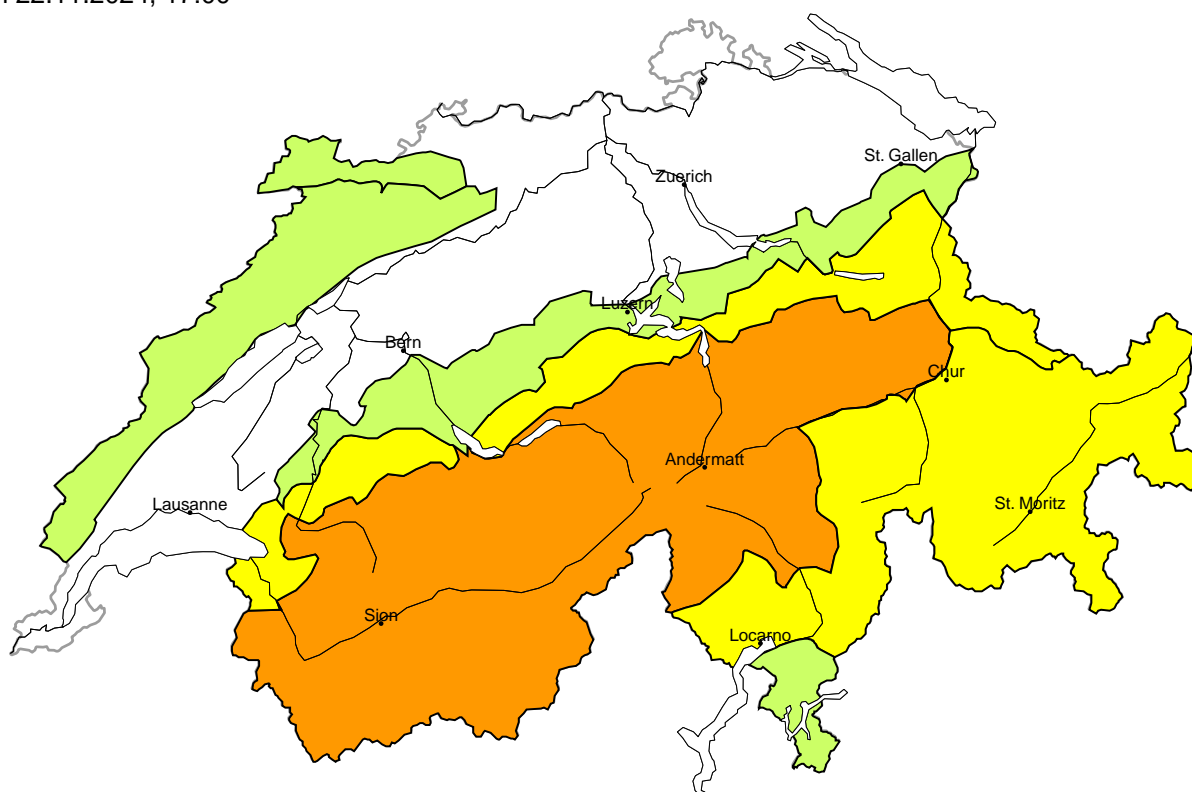 St. Gallen
Zuerich
Luzern
Bern
Chur
Andermatt
Lausanne
St. Moritz
Sion
Locarno